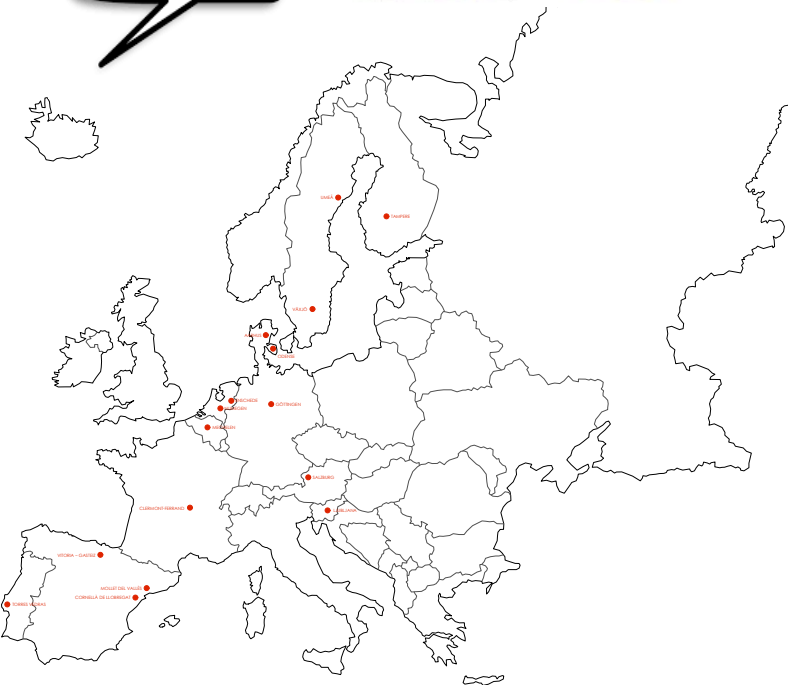 UMEÅ
TAMPERE
VÄXJÖ
ODENSE
ENSCHEDE
GÖTTINGEN
MECHELEN
SALZBURG
CLERMONT-FERRAND
LJUBLJANA
VITORIA - GASTEIZ
MOLLET DEL VALLÈS
CORNELLÀ DE LLOBREGAT
TORRES VEDRAS